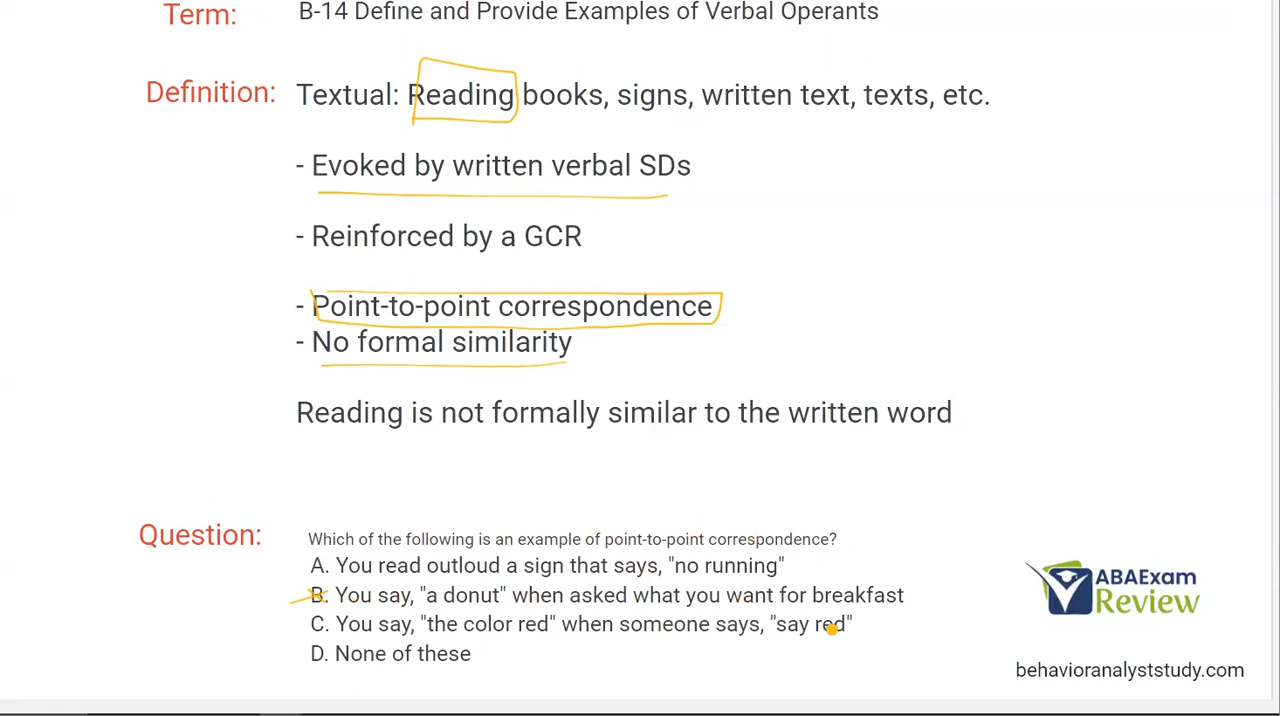 Term: B-14 Define and Provide Examples of Verbal Operants
Definition: Textual: Reading books, signs, written text, texts, etc.
- Evoked by written verbal SDs
- Reinforced by a GCR
- Point-to-point correspondence
- No formal similarity
Reading is not formally similar to the written word
Question: Which of the following is an example of point-to-point correspondence?
A. You read outloud a sign that says, "no running"
B. You say, "a donut" when asked what you want for breakfast
C. You say, "the color red" when someone says, "say red"
D. None of these
ABAExam
Review
behavioranalyststudy.com